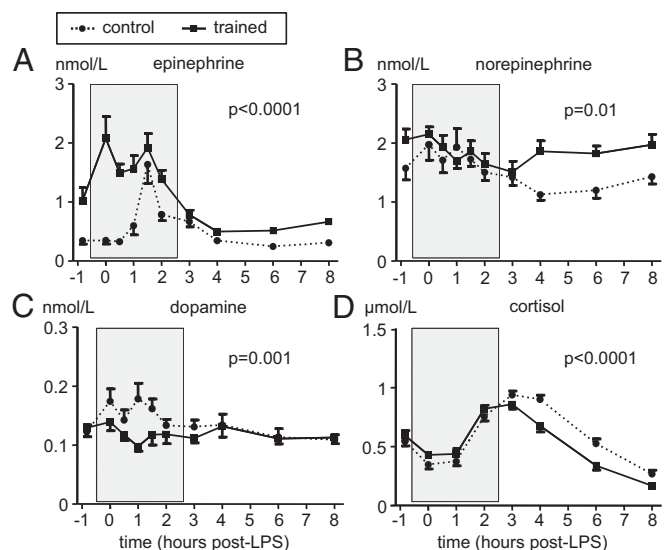 control trained
A nmol/L epinephrine
3
2
1
0
p<0.0001
-1 0 1 2 3 4 5 6 7 8
B nmol/L norepinephrine
3
2
1
0
p=0.01
-1 0 1 2 3 4 5 6 7 8
C nmol/L dopamine
0.3
0.2
0.1
0
p=0.001
-1 0 1 2 3 4 5 6 7 8
time (hours post-LPS)
D µmol/L cortisol
1.5
1
0.5
0
p<0.0001
-1 0 1 2 3 4 5 6 7 8
time (hours post-LPS)